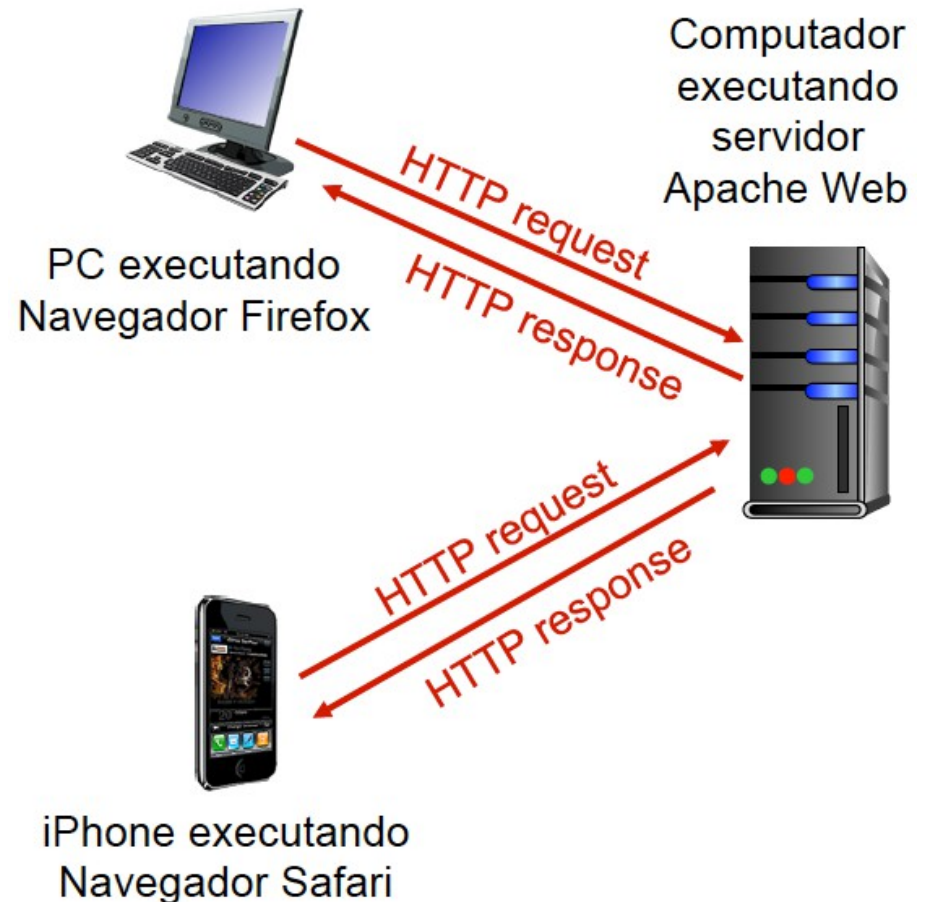 Computador
executando
servidor
Apache Web
HTTP request
HTTP response
PC executando
Navegador Firefox
HTTP request
HTTP response
iPhone executando
Navegador Safari